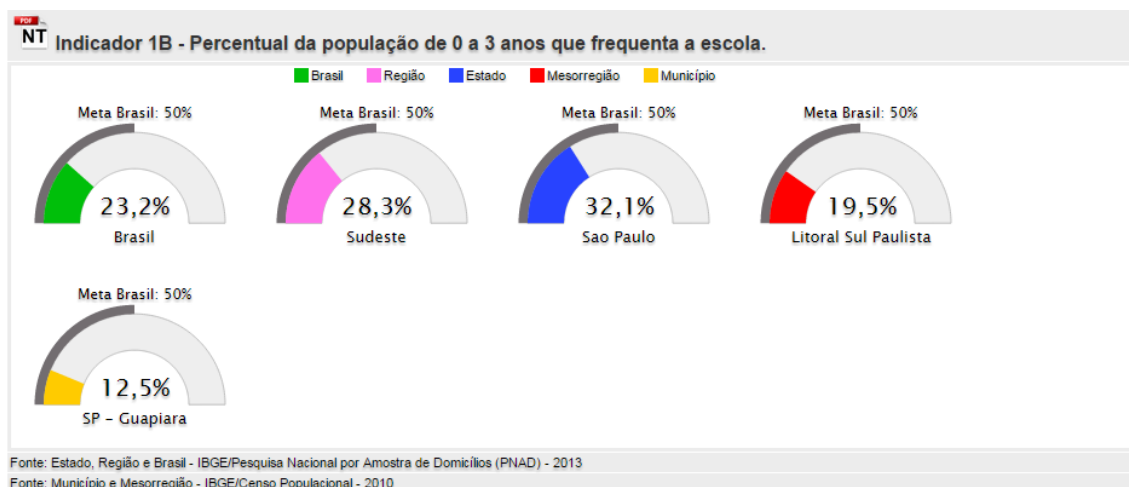 PDF
NT
Indicador 1B - Percentual da população de 0 a 3 anos que frequenta a escola.
Brasil Região Estado Mesorregião Município
Meta Brasil: 50% Meta Brasil: 50% Meta Brasil: 50% Meta Brasil: 50%
23,2% 28,3% 32,1% 19,5%
Brasil Sudeste Sao Paulo Litoral Sul Paulista
Meta Brasil: 50%
12,5%
SP - Guapiara
Fonte: Estado, Região e Brasil - IBGE/Pesquisa Nacional por Amostra de Domicílios (PNAD) - 2013
Fonte: Município e Mesorregião - IBGE/Censo Populacional - 2010